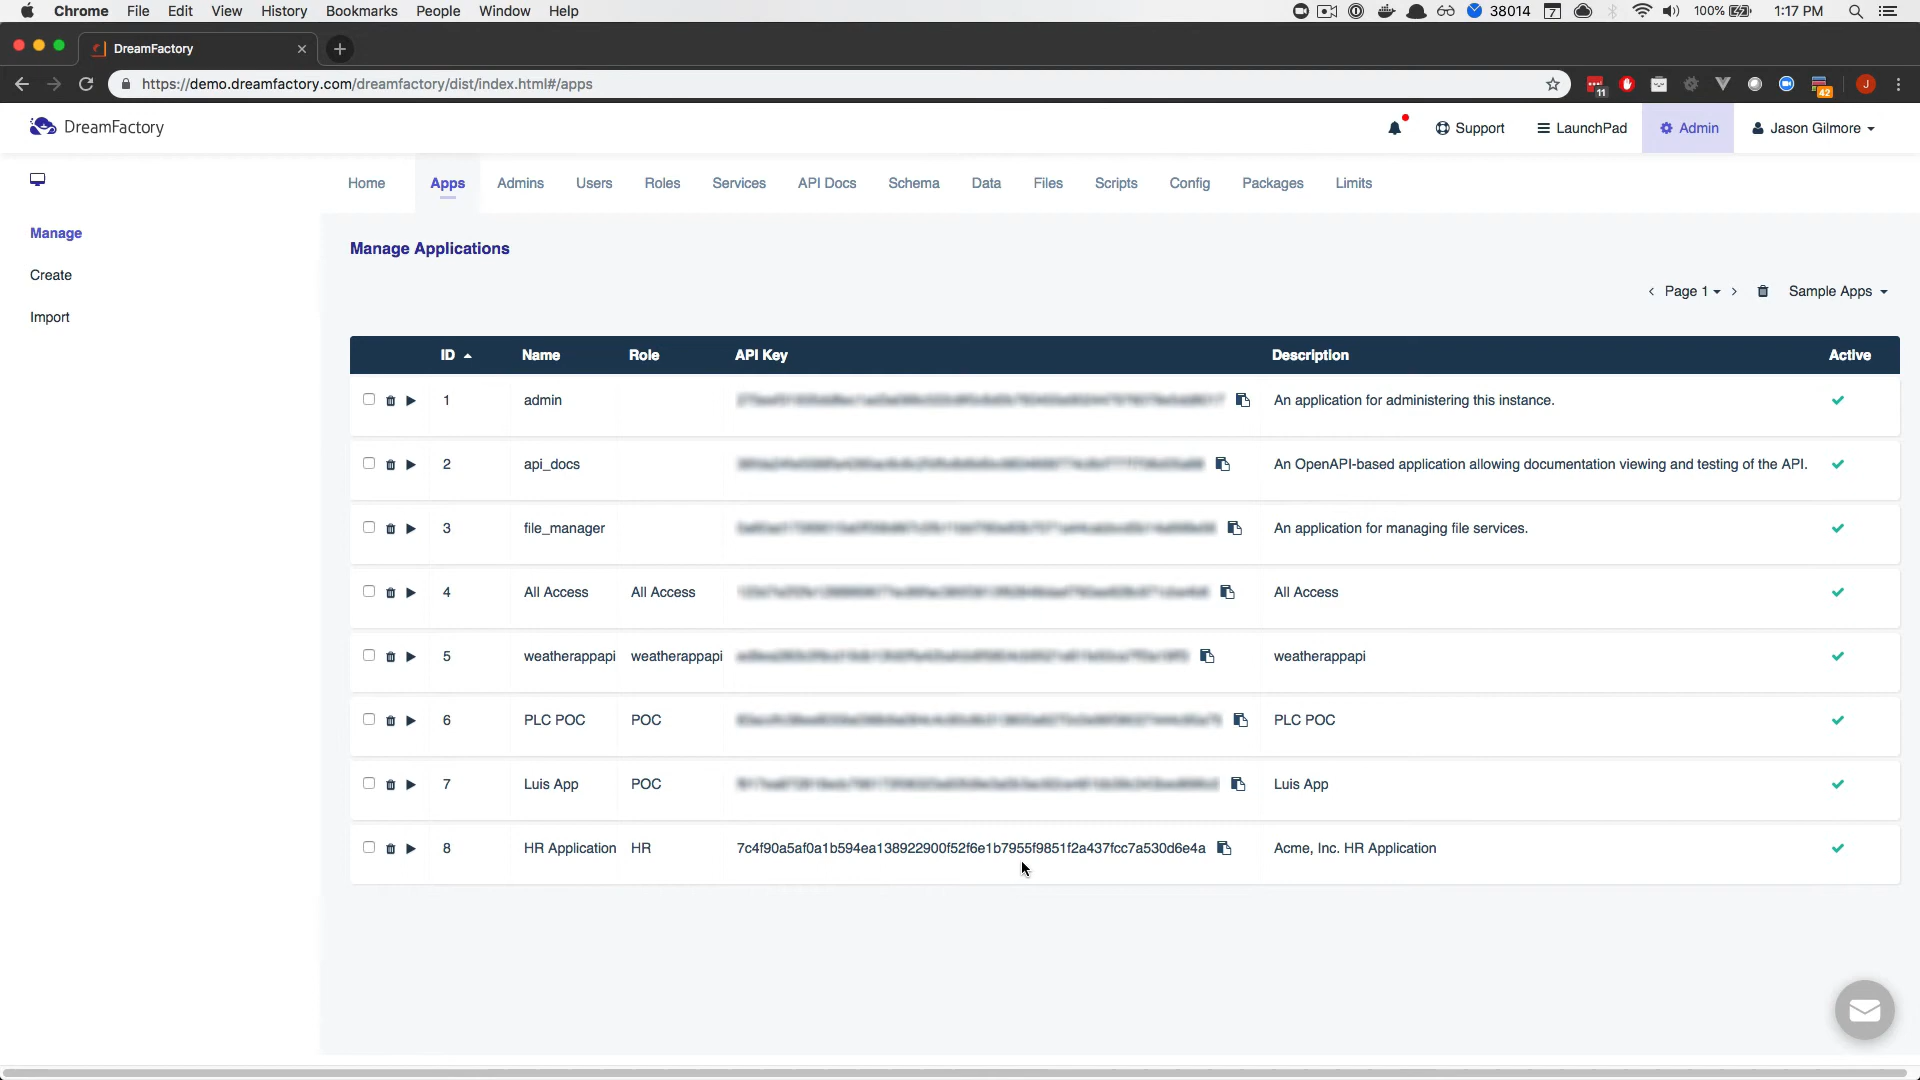 Chrome File Edit View History Bookmarks People Window Help 38014 7 100% 1:17 PM
DreamFactory
https://demo.dreamfactory.com/dreamfactory/dist/index.html#/apps 11 42 J
DreamFactory Support LaunchPad Admin Jason Gilmore
Home Apps Admins Users Roles Services API Docs Schema Data Files Scripts Config Packages Limits
Manage
Create
Import
Manage Applications
Page 1 Sample Apps
ID Name Role API Key Description Active
1 admin An application for administering this instance.
2 api_docs An OpenAPI-based application allowing documentation viewing and testing of the API.
3 file_manager An application for managing file services.
4 All Access All Access All Access
5 weatherappapi weatherappapi weatherappapi
6 PLC POC POC PLC POC
7 Luis App POC Luis App
8 HR Application HR 7c4f90a5af0a1b594ea138922900f52f6e1b7955f9851f2a437fcc7a530d6e4a Acme, Inc. HR Application